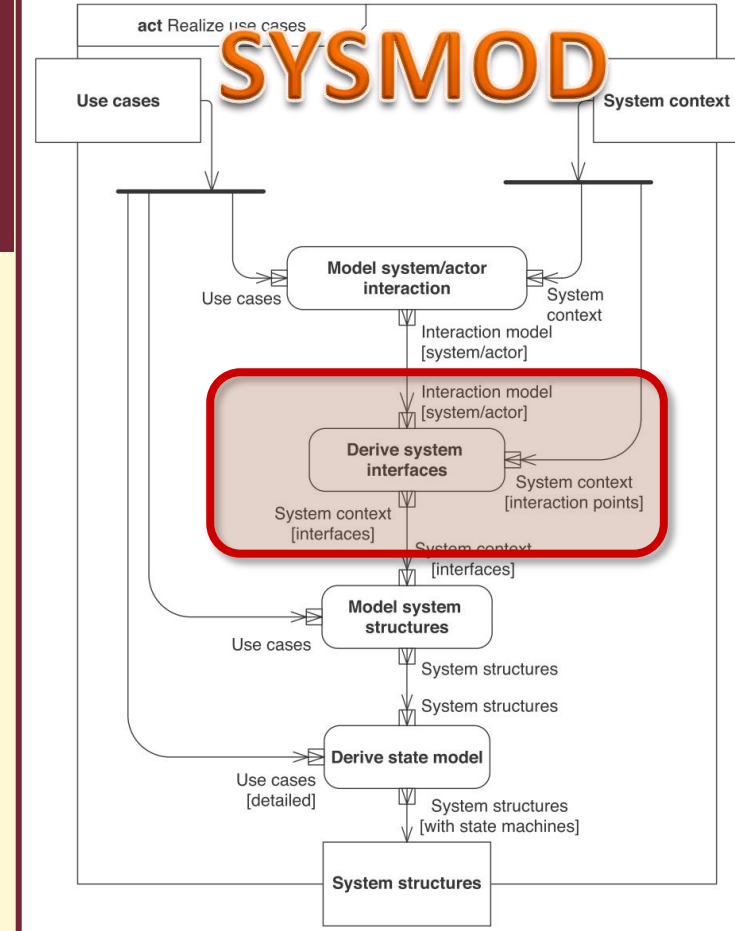 act Realize use cases
SYSMOD
Use cases
System context
Model system/actor
interaction
Use cases
System
context
Interaction model
[system/actor]
Interaction model
[system/actor]
Derive system
interfaces
System context
[interaction points]
System context
[interfaces]
System context
[interfaces]
Model system
structures
Use cases
System structures
System structures
Derive state model
Use cases
[detailed]
System structures
[with state machines]
System structures